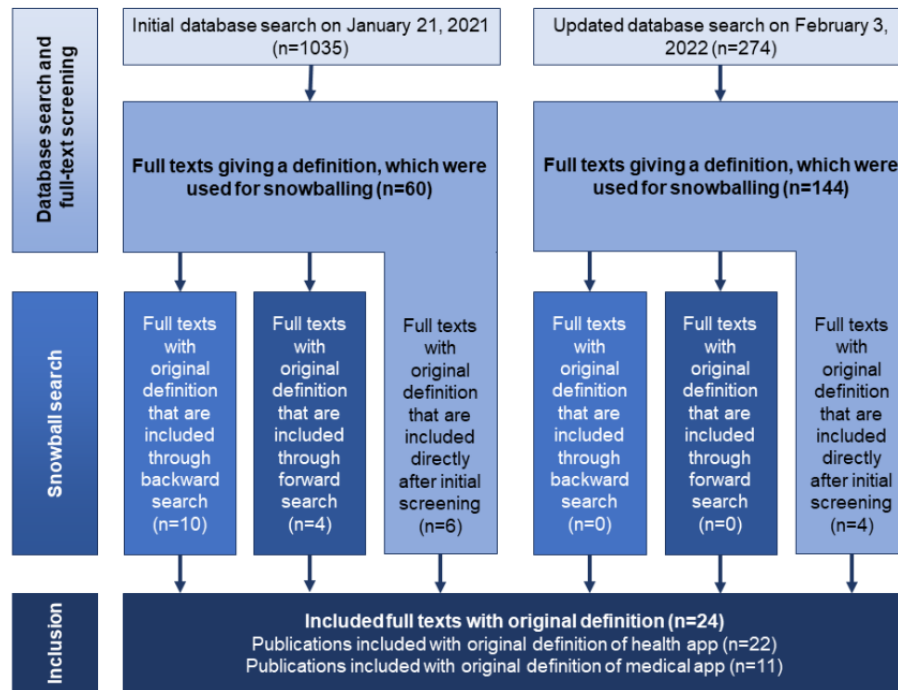 Database search and
full-text screening
Initial database search on January 21, 2021
(n=1035)
Updated database search on February 3,
2022 (n=274)
Full texts giving a definition, which were
used for snowballing (n=60)
Full texts giving a definition, which were
used for snowballing (n=144)
Snowball search
Full texts
with
original
definition
that are
included
through
backward
search
(n=10)
Full texts
with
original
definition
that are
included
through
forward
search
(n=4)
Full texts
with
original
definition
that are
included
directly
after initial
screening
(n=6)
Full texts
with
original
definition
that are
included
through
backward
search
(n=0)
Full texts
with
original
definition
that are
included
through
forward
search
(n=0)
Full texts
with
original
definition
that are
included
directly
after initial
screening
(n=4)
Inclusion
Included full texts with original definition (n=24)
Publications included with original definition of health app (n=22)
Publications included with original definition of medical app (n=11)